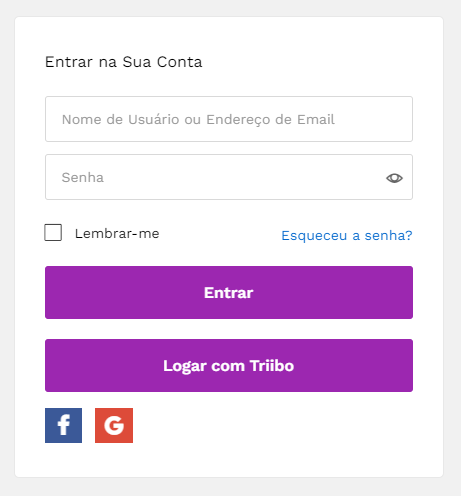 Entrar na Sua Conta
Nome de Usuário ou Endereço de Email
Senha
Lembrar-me
Esqueceu a senha?
Entrar
Logar com Triibo
f
G